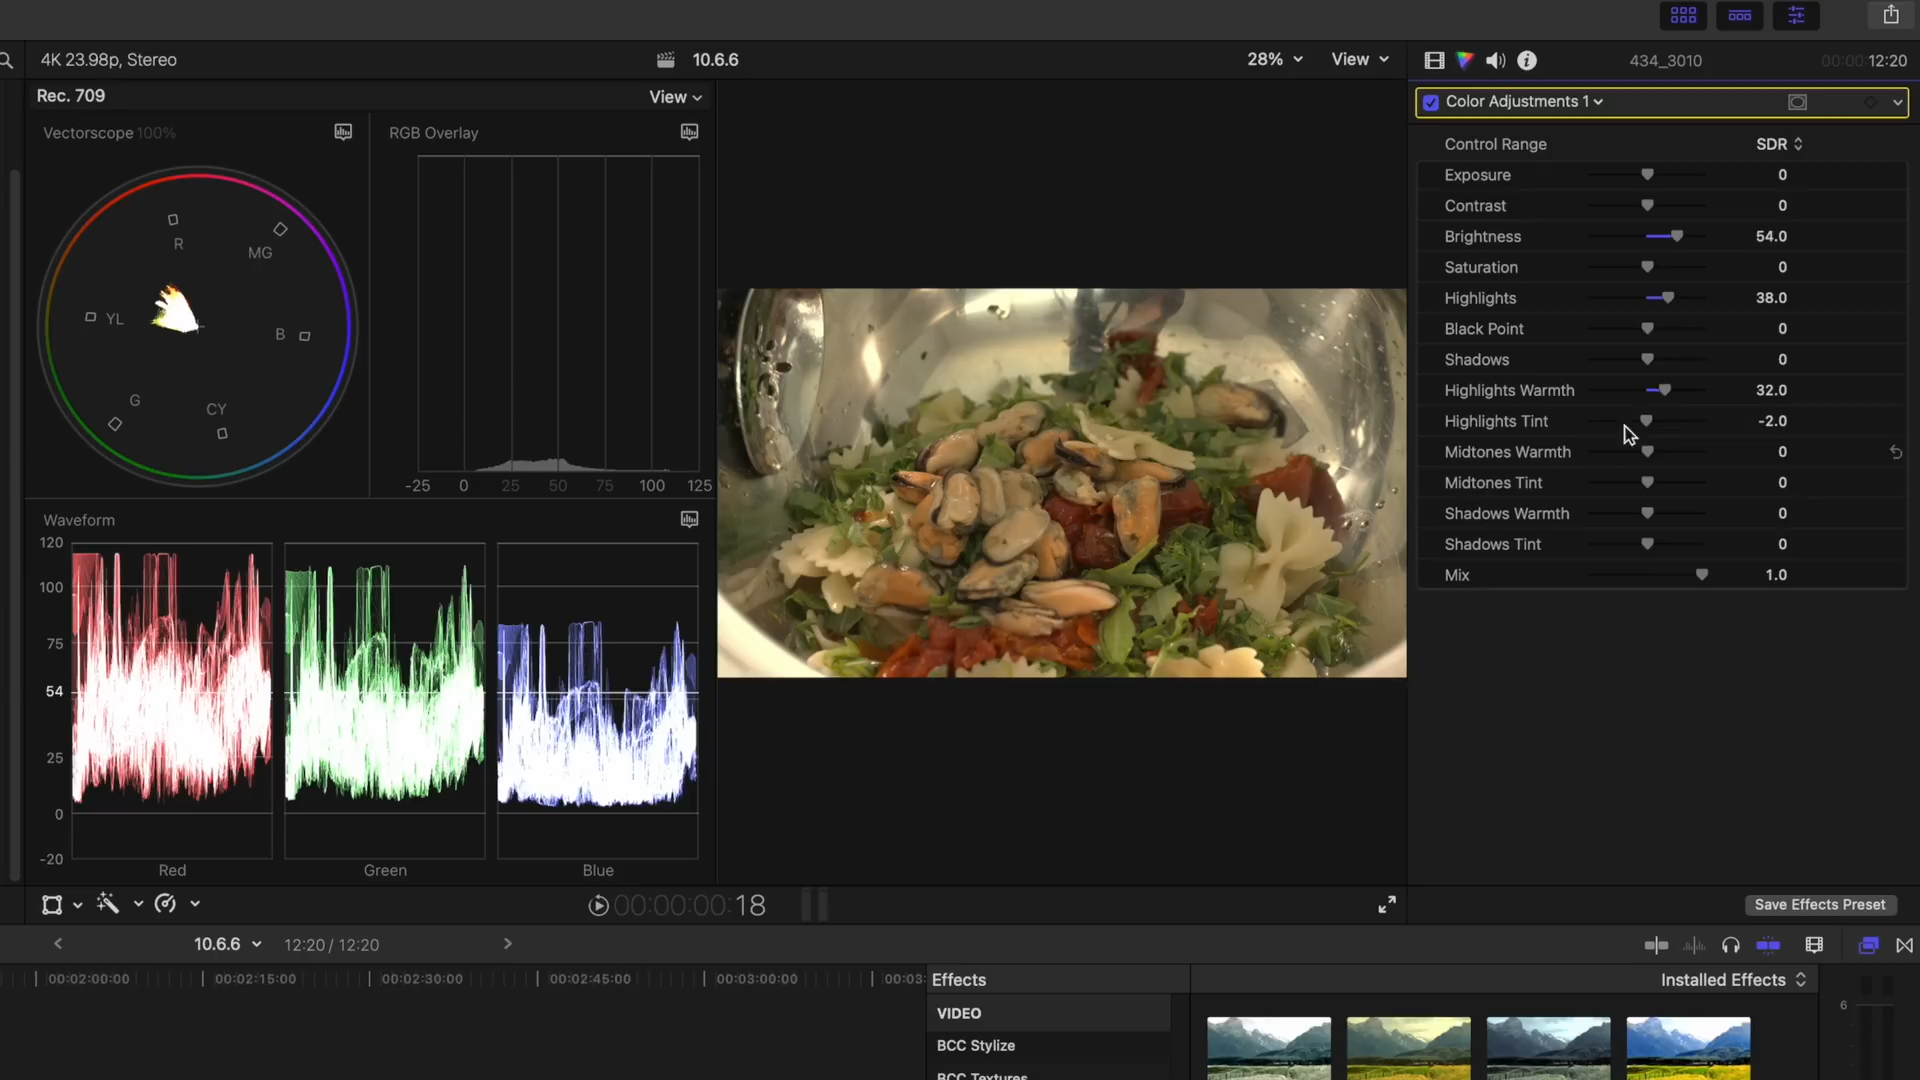 4K 23.98p, Stereo
10.6.6
28%
View
434_3010
00:00:12:20
Rec. 709
View
Color Adjustments 1
Vectorscope 100%
RGB Overlay
Control Range
SDR
Exposure
0
Contrast
0
Brightness
54.0
Saturation
0
Highlights
38.0
Black Point
0
Shadows
0
Highlights Warmth
32.0
Highlights Tint
-2.0
Midtones Warmth
0
Midtones Tint
0
Shadows Warmth
0
Shadows Tint
0
Mix
1.0
R
MG
YL
B
G
CY
-25
0
25
50
75
100
125
Waveform
120
100
75
54
25
0
-20
Red
Green
Blue
00:00:00:18
Save Effects Preset
10.6.6
12:20 / 12:20
00:02:00:00
00:02:15:00
00:02:30:00
00:02:45:00
00:03:00:00
00:03:
Effects
Installed Effects
VIDEO
6
BCC Stylize
BCC Textures